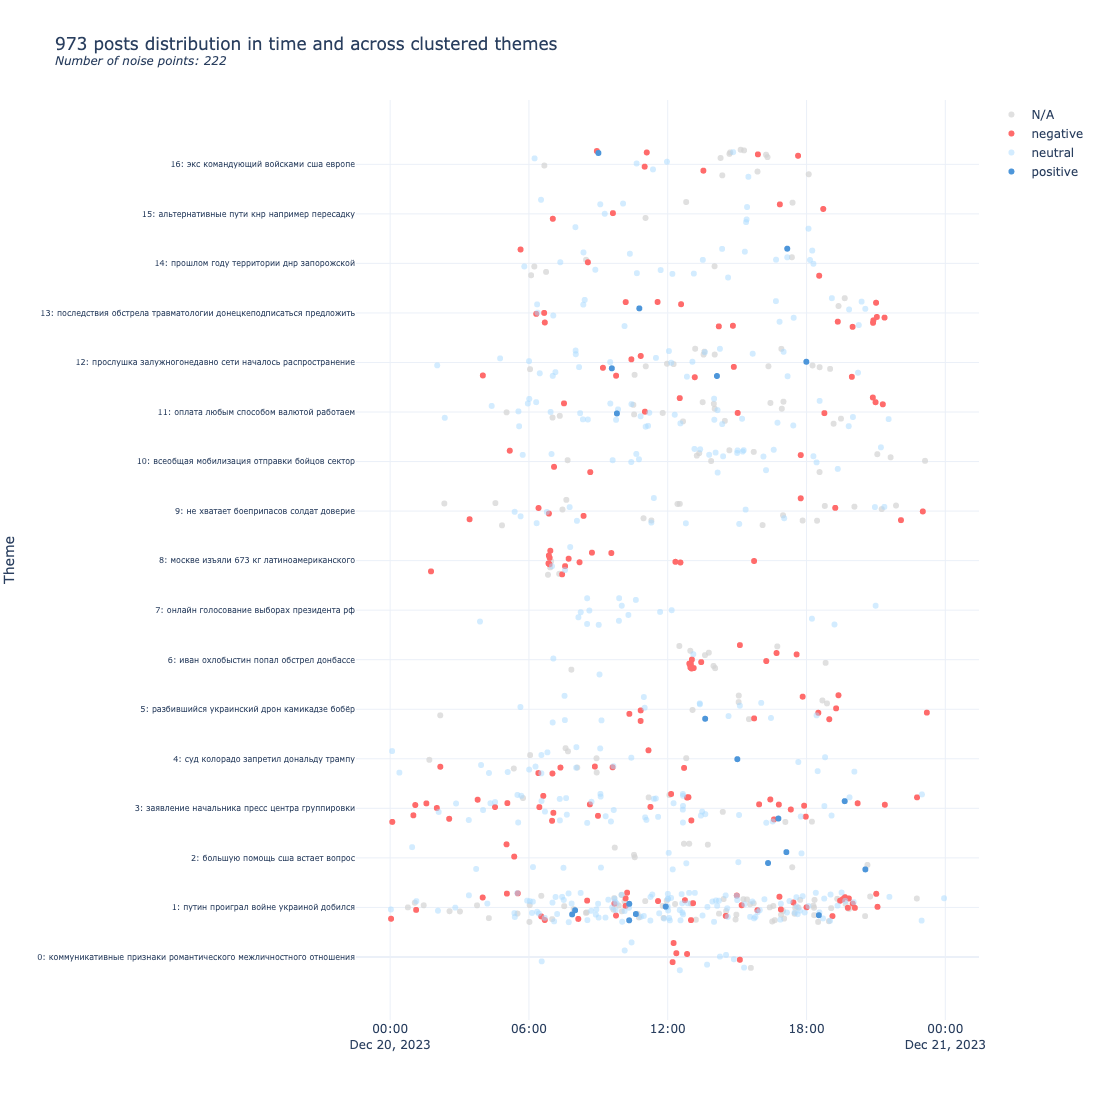 973 posts distribution in time and across clustered themes
Number of noise points: 222
N/A
negative
neutral
positive
Theme
16: экс командующий войсками сша европе
15: альтернативные пути кнр например пересадку
14: прошлом году территории днр запорожской
13: последствия обстрела травматологии донецкеподписаться предложить
12: прослушка залужногонедавно сети началось распространение
11: оплата любым способом валютой работаем
10: всеобщая мобилизация отправки бойцов сектор
9: не хватает боеприпасов солдат доверие
8: москве изъяли 673 кг латиноамериканского
7: онлайн голосование выборах президента рф
6: иван охлобыстин попал обстрел донбассе
5: разбившийся украинский дрон камикадзе бобёр
4: суд колорадо запретил дональду трампу
3: заявление начальника пресс центра группировки
2: большую помощь сша встает вопрос
1: путин проиграл войне украиной добился
0: коммуникативные признаки романтического межличностного отношения
00:00 06:00 12:00 18:00 00:00
Dec 20, 2023 Dec 21, 2023